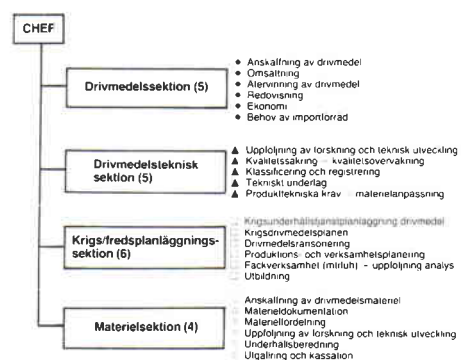 CHEF
Drivmedelssektion (5)
● Anskaffning av drivmedel
● Omsättning
● Återvinning av drivmedel
● Redovisning
● Ekonomi
● Behov av importförråd
Drivmedelsteknisk
sektion (5)
▲ Uppföljning av forskning och teknisk utveckling
▲ Kvalitetssäkring – kvalitetsövervakning
▲ Klassificering och registrering
▲ Tekniskt underlag
▲ Produkttekniska krav – materielanpassning
Krigs/fredsplanläggnings-
sektion (6)
Krigsunderhållstjänstplanläggning drivmedel
Krigsdrivmedelsplanen
Drivmedelsransonering
Produktions- och verksamhetsplanering
Fackverksamhet – uppföljning analys
Utbildning
Materielsektion (4)
Anskaffning av drivmedelsmateriel
Materieldokumentation
Materielfördelning
Uppföljning av forskning och teknisk utveckling
Underhållsberedning
Utgallring och kassation